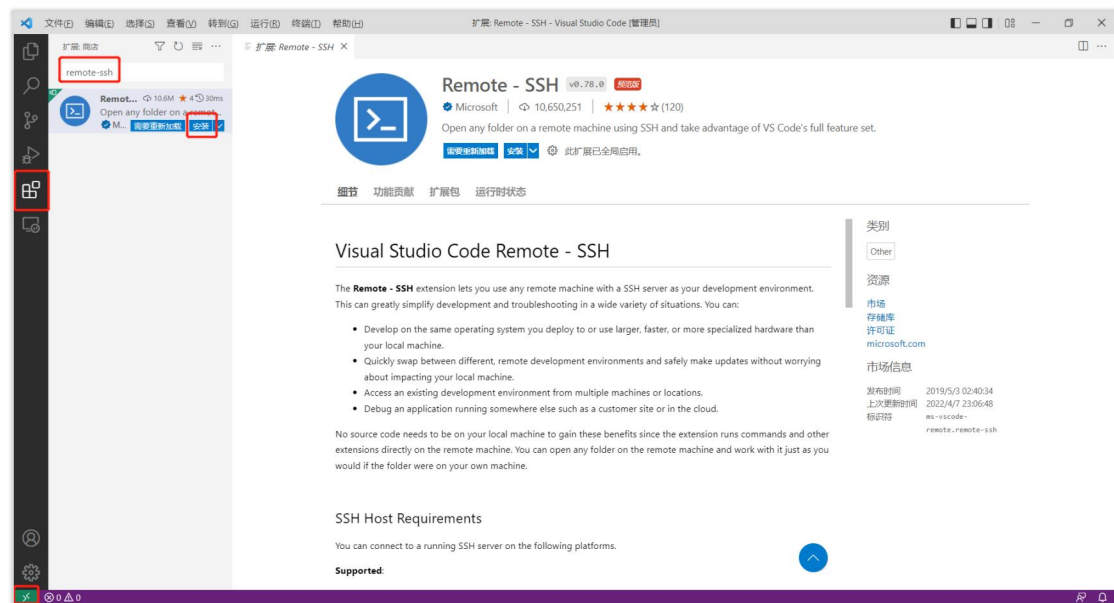 文件(F) 编辑(E) 选择(S) 查看(V) 转到(G) 运行(R) 终端(T) 帮助(H) 扩展: Remote - SSH - Visual Studio Code [管理员]
扩展: 商店
扩展: Remote - SSH
remote-ssh
Remot... 10.6M 4 30ms
Open any folder on a remot...
M... 需要重新加载 安装
Remote - SSH v0.78.0 预览版
Microsoft 10,650,251 (120)
Open any folder on a remote machine using SSH and take advantage of VS Code's full feature set.
需要重新加载 安装 此扩展已全局启用。
细节 功能贡献 扩展包 运行时状态
Visual Studio Code Remote - SSH
The Remote - SSH extension lets you use any remote machine with a SSH server as your development environment.
This can greatly simplify development and troubleshooting in a wide variety of situations. You can:
• Develop on the same operating system you deploy to or use larger, faster, or more specialized hardware than
your local machine.
• Quickly swap between different, remote development environments and safely make updates without worrying
about impacting your local machine.
• Access an existing development environment from multiple machines or locations.
• Debug an application running somewhere else such as a customer site or in the cloud.
No source code needs to be on your local machine to gain these benefits since the extension runs commands and other
extensions directly on the remote machine. You can open any folder on the remote machine and work with it just as you
would if the folder were on your own machine.
SSH Host Requirements
You can connect to a running SSH server on the following platforms.
Supported:
类别
Other
资源
市场
存储库
许可证
microsoft.com
市场信息
发布时间 2019/5/3 02:40:34
上次更新时间 2022/4/7 23:06:48
标识符 ms-vscode-
remote.remote-ssh
0 0